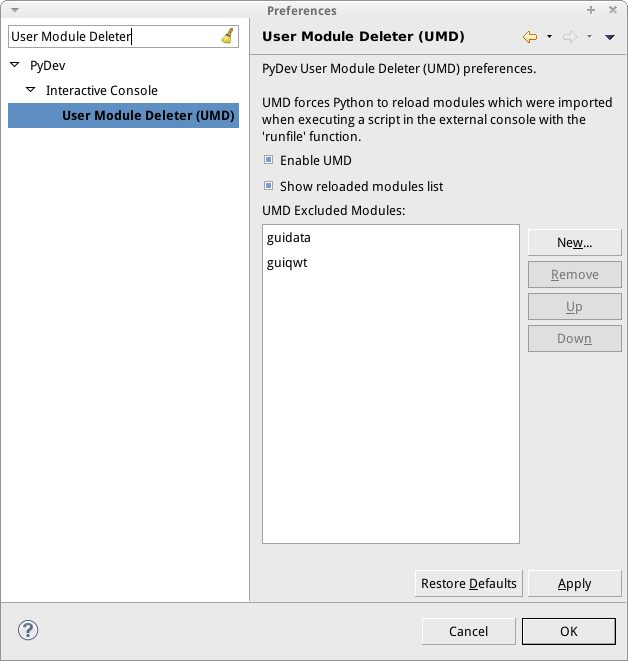 Preferences
User Module Deleter
PyDev
Interactive Console
User Module Deleter (UMD)
User Module Deleter (UMD)
PyDev User Module Deleter (UMD) preferences.
UMD forces Python to reload modules which were imported
when executing a script in the external console with the
'runfile' function.
Enable UMD
Show reloaded modules list
UMD Excluded Modules:
guidata
guiqwt
New...
Remove
Up
Down
Restore Defaults
Apply
?
Cancel
OK